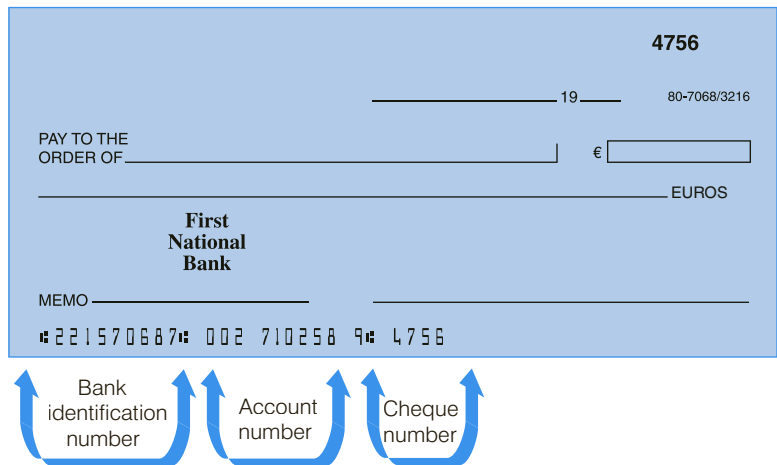 4756
19 80-7068/3216
PAY TO THE
ORDER OF €
EUROS
First
National
Bank
MEMO
⑆221570687⑆ 002 710258 9⑆ 4756
Bank
identification
number
Account
number
Cheque
number